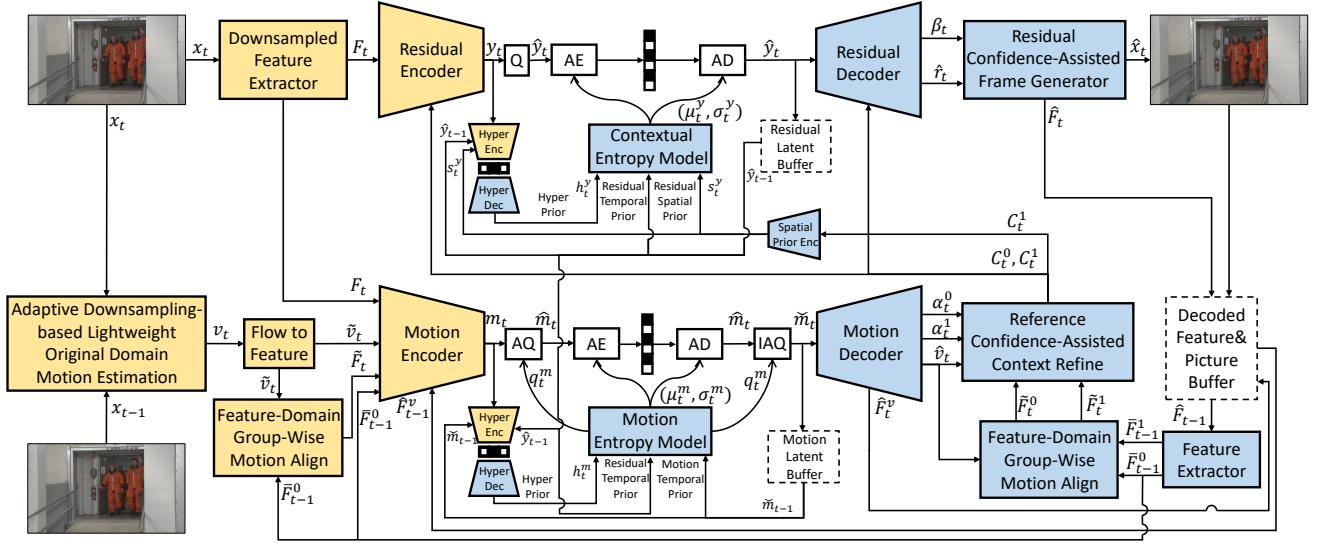 x_t
Downsampled
Feature
Extractor
F_t
Residual
Encoder
y_t
Q
ŷ_t
AE
AD
ŷ_t
Residual
Decoder
β_t
r̂_t
Residual
Confidence-Assisted
Frame Generator
x̂_t
F̂_t
x_t
ŷ_{t-1}
s_t^y
Hyper
Enc
Hyper
Dec
Hyper
Prior
h_t^y
(μ_t^y, σ_t^y)
Contextual
Entropy Model
Residual
Temporal
Prior
Residual
Spatial
Prior
s_t^y
ŷ_{t-1}
Residual
Latent
Buffer
Spatial
Prior Enc
C_t^1
C_t^0, C_t^1
Adaptive Downsampling-
based Lightweight
Original Domain
Motion Estimation
v_t
Flow to
Feature
ṽ_t
F_t
ṽ_t
F̃_t
F̄_{t-1}^0
Motion
Encoder
F̂_{t-1}^v
m_t
AQ
m̂_t
AE
AD
m̂_t
IAQ
m̆_t
Motion
Decoder
α_t^0
α_t^1
v̂_t
F̂_t^v
Reference
Confidence-Assisted
Context Refine
Decoded
Feature&
Picture
Buffer
x_{t-1}
Feature-Domain
Group-Wise
Motion Align
F̄_{t-1}^0
q_t^m
(μ_t^m, σ_t^m)
q_t^m
m̆_{t-1}
Hyper
Enc
ŷ_{t-1}
Hyper
Dec
Hyper
Prior
h_t^m
Motion
Entropy Model
Residual
Temporal
Prior
Motion
Temporal
Prior
Motion
Latent
Buffer
m̆_{t-1}
F̃_t^0
F̃_t^1
Feature-Domain
Group-Wise
Motion Align
F̄_{t-1}^1
F̄_{t-1}^0
F̂_{t-1}
Feature
Extractor